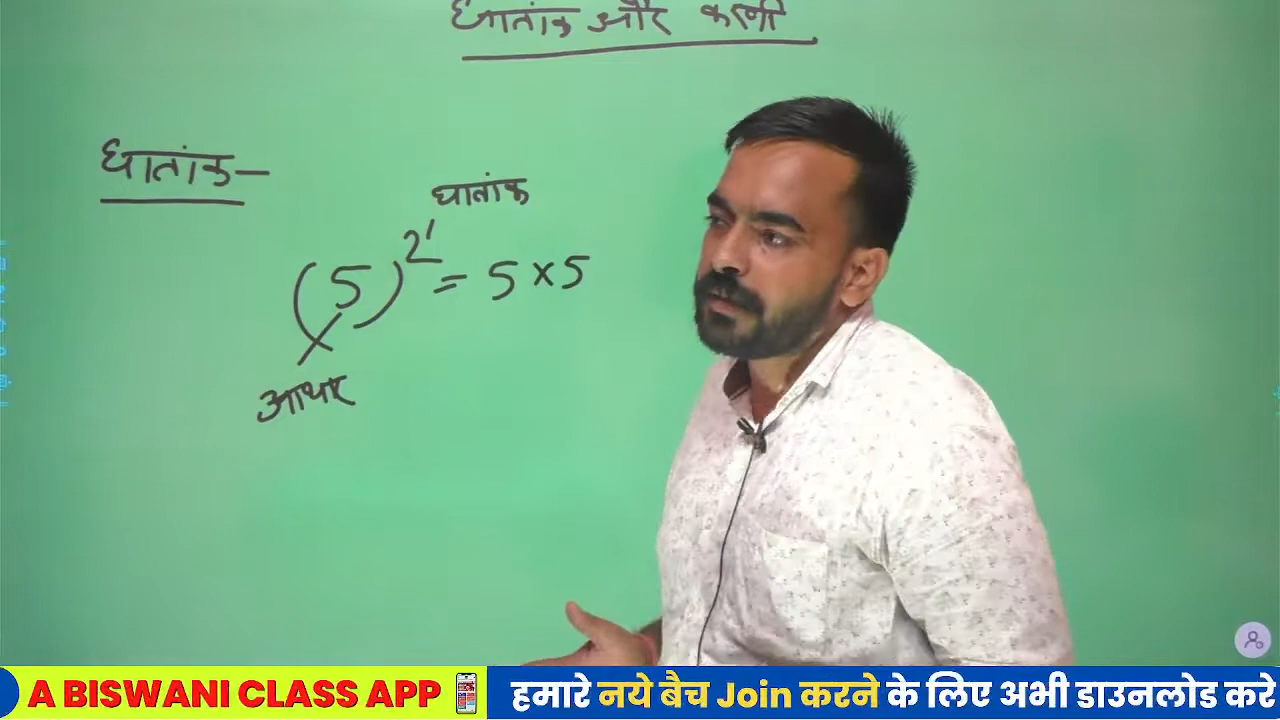 घातांक और करणी
घातांक–
घातांक
(5)² = 5 × 5
आधार
A BISWANI CLASS APP हमारे नये बैच Join करने के लिए अभी डाउनलोड करे